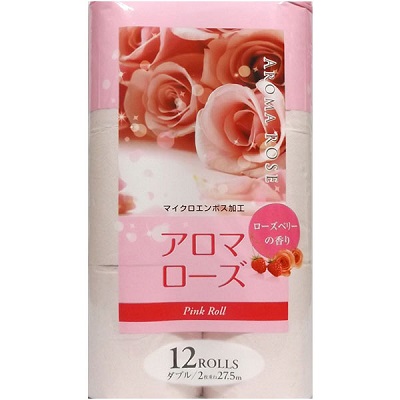 AROMA ROSE
マイクロエンボス加工
アロマ
ローズ
ローズベリー
の香り
Pink Roll
12ROLLS
ダブル/2枚重ね27.5m